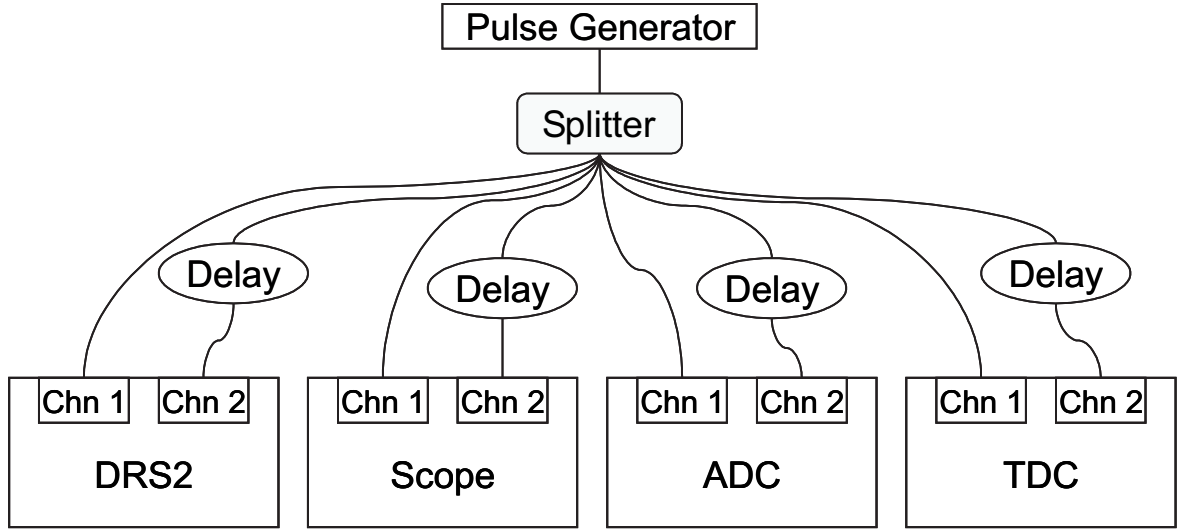 Pulse Generator
Splitter
Delay
Delay
Delay
Delay
Chn 1 Chn 2
Chn 1 Chn 2
Chn 1 Chn 2
Chn 1 Chn 2
DRS2
Scope
ADC
TDC